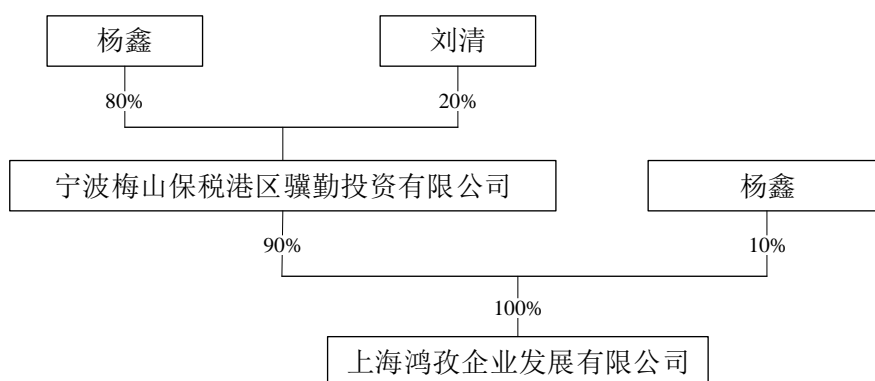 杨鑫
刘清
80%
20%
宁波梅山保税港区骥勤投资有限公司
杨鑫
90%
10%
100%
上海鸿孜企业发展有限公司